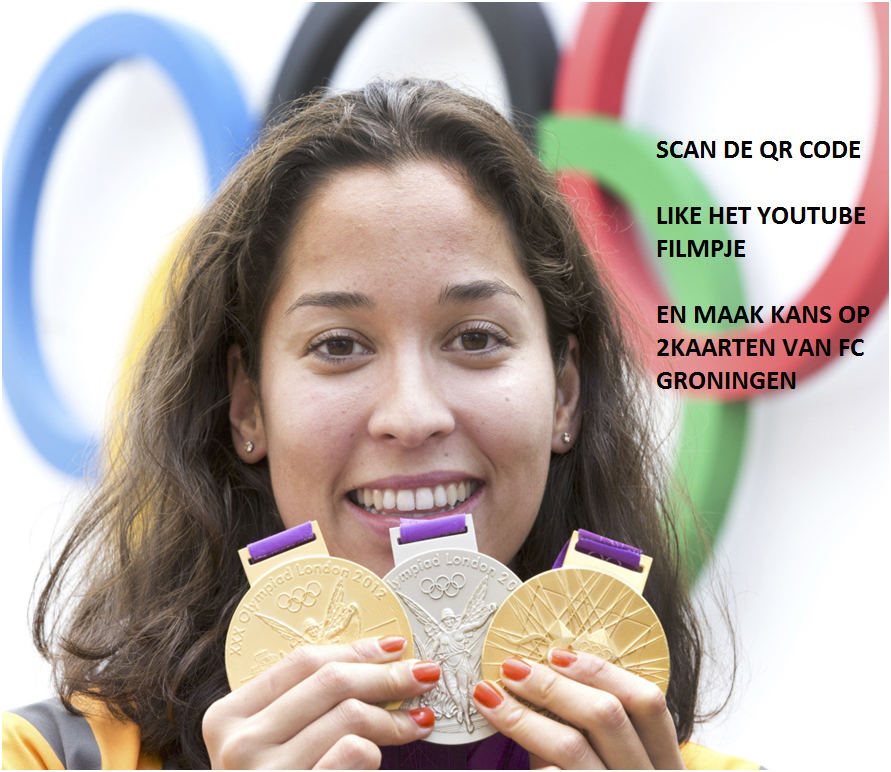 SCAN DE QR CODE
LIKE HET YOUTUBE
FILMPJE
EN MAAK KANS OP
2KAARTEN VAN FC
GRONINGEN
XXX Olympiad London 2012
Olympiad London 20